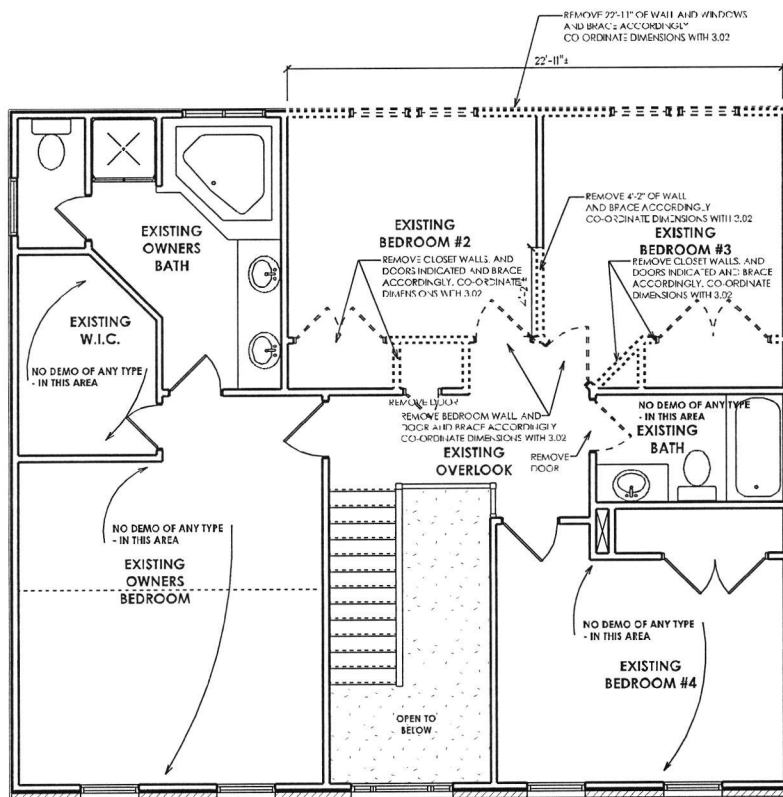 REMOVE 22'-11" OF WALL AND WINDOWS
AND BRACE ACCORDINGLY
CO-ORDINATE DIMENSIONS WITH 3.02
22'-11"±
REMOVE 4'-2" OF WALL
AND BRACE ACCORDINGLY
CO-ORDINATE DIMENSIONS WITH 3.02
EXISTING
OWNERS
BATH
EXISTING
BEDROOM #2
REMOVE CLOSET WALLS, AND
DOORS INDICATED AND BRACE
ACCORDINGLY. CO-ORDINATE
DIMENSIONS WITH 3.02
4'-2"±
EXISTING
BEDROOM #3
REMOVE CLOSET WALLS, AND
DOORS INDICATED AND BRACE
ACCORDINGLY. CO-ORDINATE
DIMENSIONS WITH 3.02
EXISTING
W.I.C.
NO DEMO OF ANY TYPE
- IN THIS AREA
REMOVE DOOR
REMOVE BEDROOM WALL AND
DOOR AND BRACE ACCORDINGLY
CO-ORDINATE DIMENSIONS WITH 3.02
NO DEMO OF ANY TYPE
- IN THIS AREA
EXISTING
BATH
EXISTING
OVERLOOK
REMOVE
DOOR
NO DEMO OF ANY TYPE
- IN THIS AREA
EXISTING
OWNERS
BEDROOM
NO DEMO OF ANY TYPE
- IN THIS AREA
EXISTING
BEDROOM #4
OPEN TO
BELOW